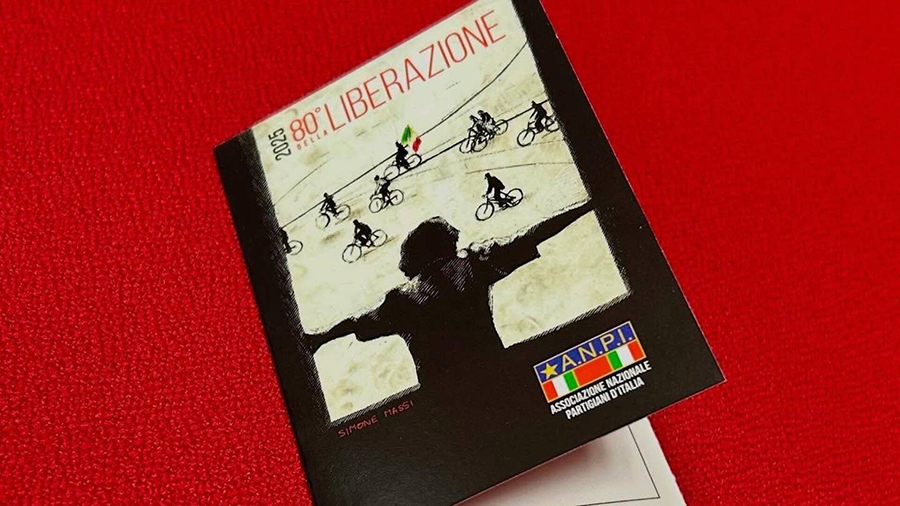 2025
80°
DELLA
LIBERAZIONE
SIMONE MASSI
A.N.P.I.
ASSOCIAZIONE NAZIONALE
PARTIGIANI D'ITALIA